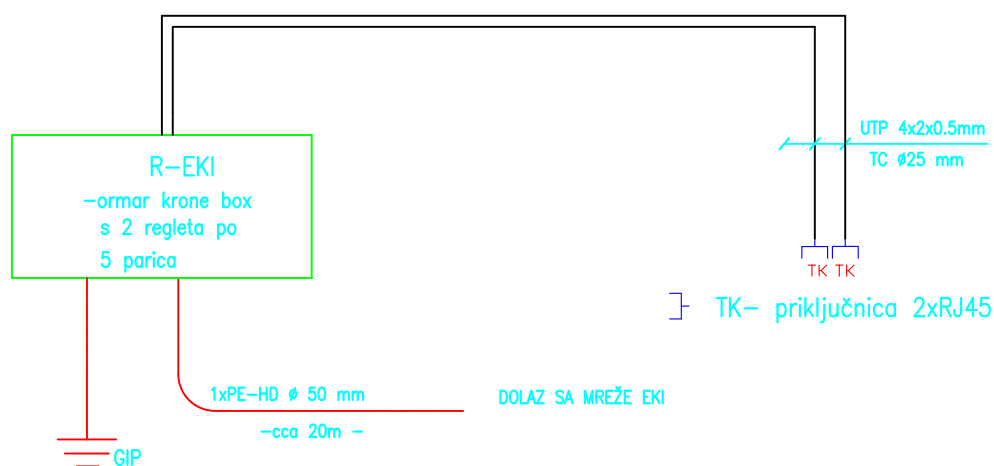 UTP 4x2x0.5mm
TC ø25 mm
R-EKI
-ormar krone box
s 2 regleta po
5 parica
TK TK
TK- priključnica 2xRJ45
1xPE-HD ø 50 mm
DOLAZ SA MREŽE EKI
-cca 20m -
GIP